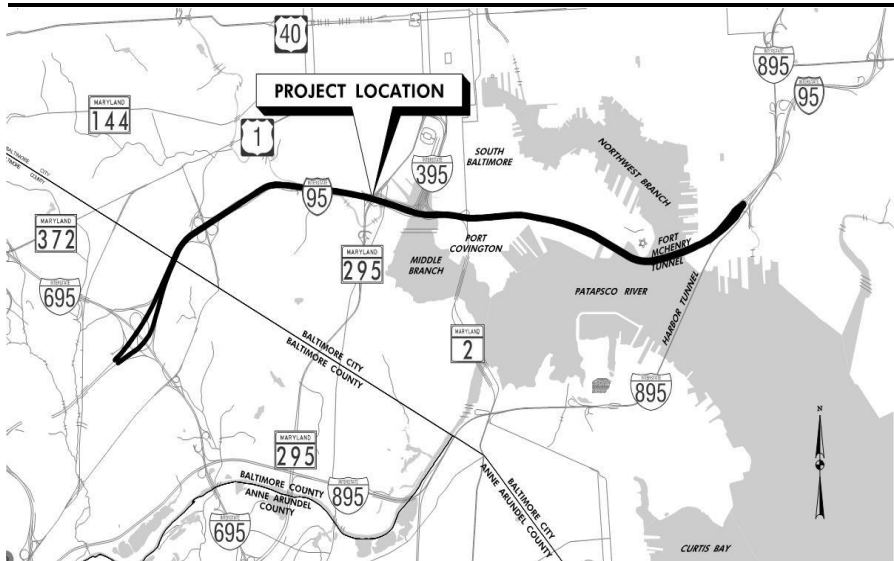 40
895
95
PROJECT LOCATION
MARYLAND
144
1
SOUTH
BALTIMORE
NORTHWEST BRANCH
395
95
BALTIMORE
CITY
BALTIMORE
COUNTY
MARYLAND
372
PORT
COVINGTON
FORT
MCHENRY
TUNNEL
MARYLAND
295
MIDDLE
BRANCH
695
PATAPSCO RIVER
HARBOR TUNNEL
BALTIMORE CITY
BALTIMORE COUNTY
MARYLAND
2
895
N
MARYLAND
295
BALTIMORE COUNTY
ANNE ARUNDEL
COUNTY
895
BALTIMORE CITY
ANNE ARUNDEL COUNTY
695
CURTIS BAY